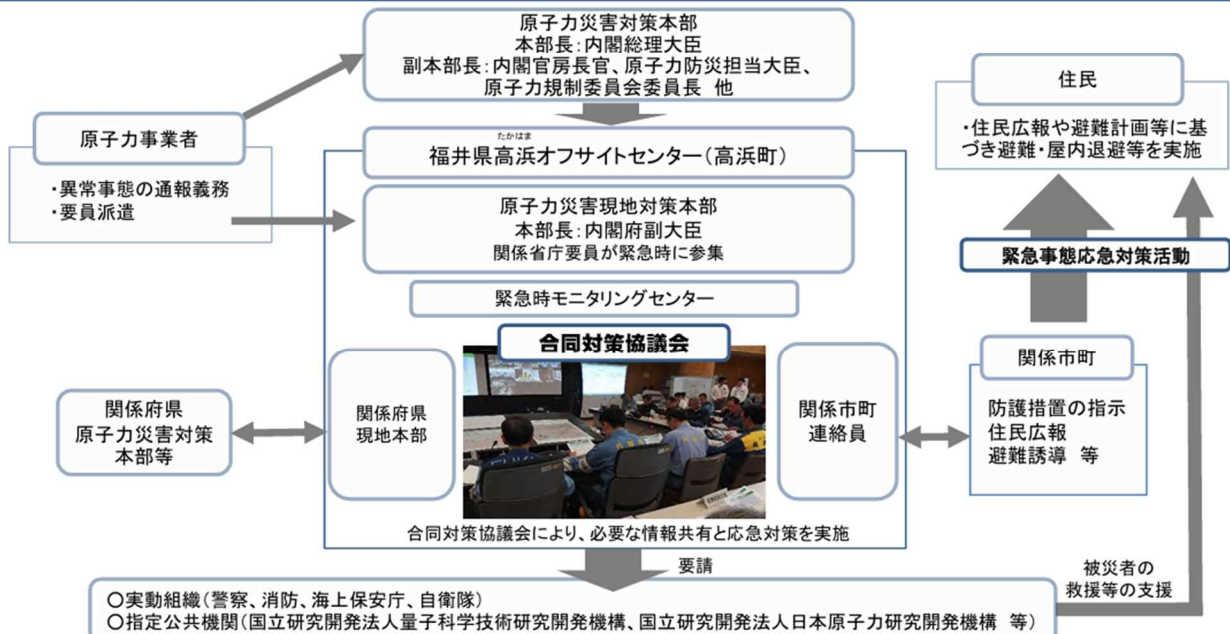 原子力災害対策本部
本部長：内閣総理大臣
副本部長：内閣官房長官、原子力防災担当大臣、
原子力規制委員会委員長 他
原子力事業者
・異常事態の通報義務
・要員派遣
たかはま
福井県高浜オフサイトセンター（高浜町）
原子力災害現地対策本部
本部長：内閣府副大臣
関係省庁要員が緊急時に参集
緊急時モニタリングセンター
合同対策協議会
関係府県
現地本部
関係市町
連絡員
合同対策協議会により、必要な情報共有と応急対策を実施
関係府県
原子力災害対策
本部等
住民
・住民広報や避難計画等に基
づき避難・屋内退避等を実施
緊急事態応急対策活動
関係市町
防護措置の指示
住民広報
避難誘導 等
要請
被災者の
救援等の支援
○実動組織（警察、消防、海上保安庁、自衛隊）
○指定公共機関（国立研究開発法人量子科学技術研究開発機構、国立研究開発法人日本原子力研究開発機構 等）